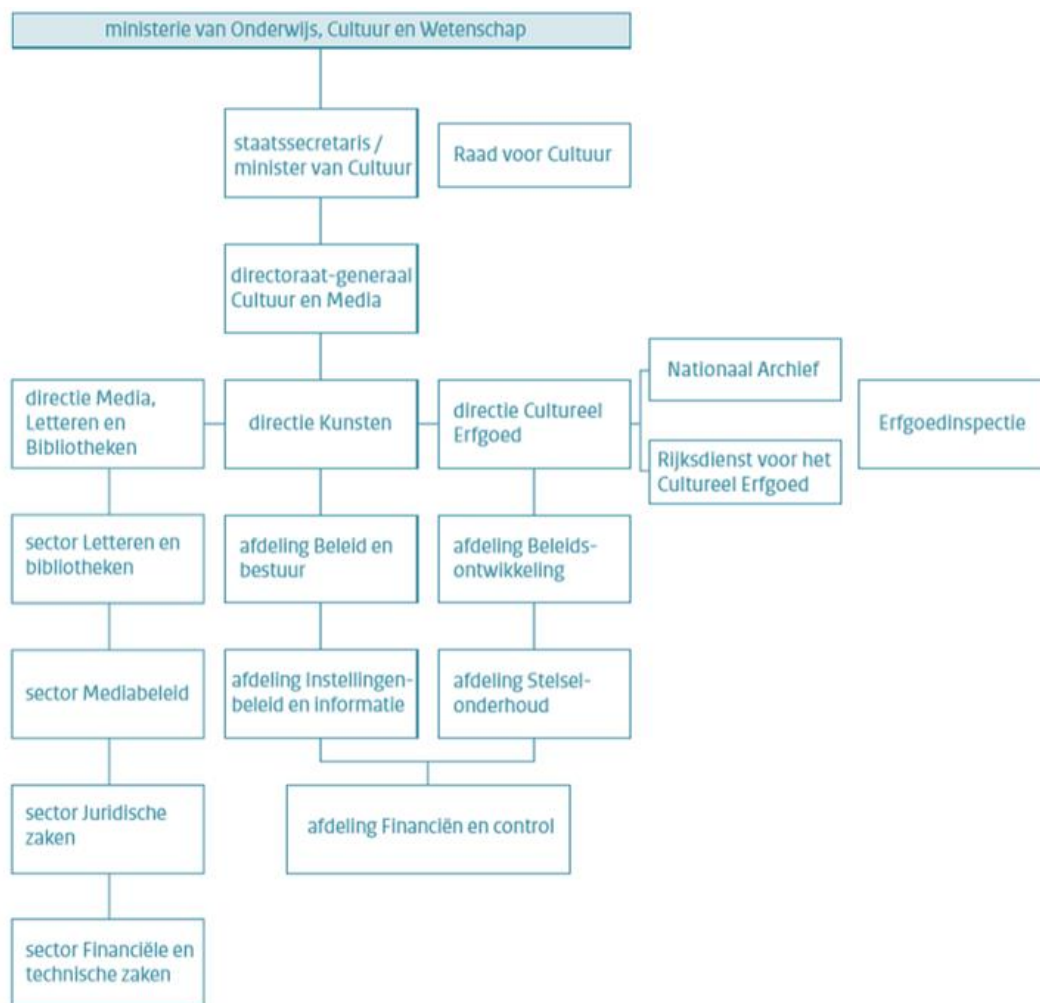 ministerie van Onderwijs, Cultuur en Wetenschap
staatssecretaris /
minister van Cultuur
Raad voor Cultuur
directoraat-generaal
Cultuur en Media
directie Media,
Letteren en
Bibliotheken
directie Kunsten
directie Cultureel
Erfgoed
Nationaal Archief
Rijksdienst voor het
Cultureel Erfgoed
Erfgoedinspectie
sector Letteren en
bibliotheken
afdeling Beleid en
bestuur
afdeling Beleids-
ontwikkeling
sector Mediabeleid
afdeling Instellingen-
beleid en informatie
afdeling Stelsel-
onderhoud
sector Juridische
zaken
afdeling Financiën en control
sector Financiële en
technische zaken